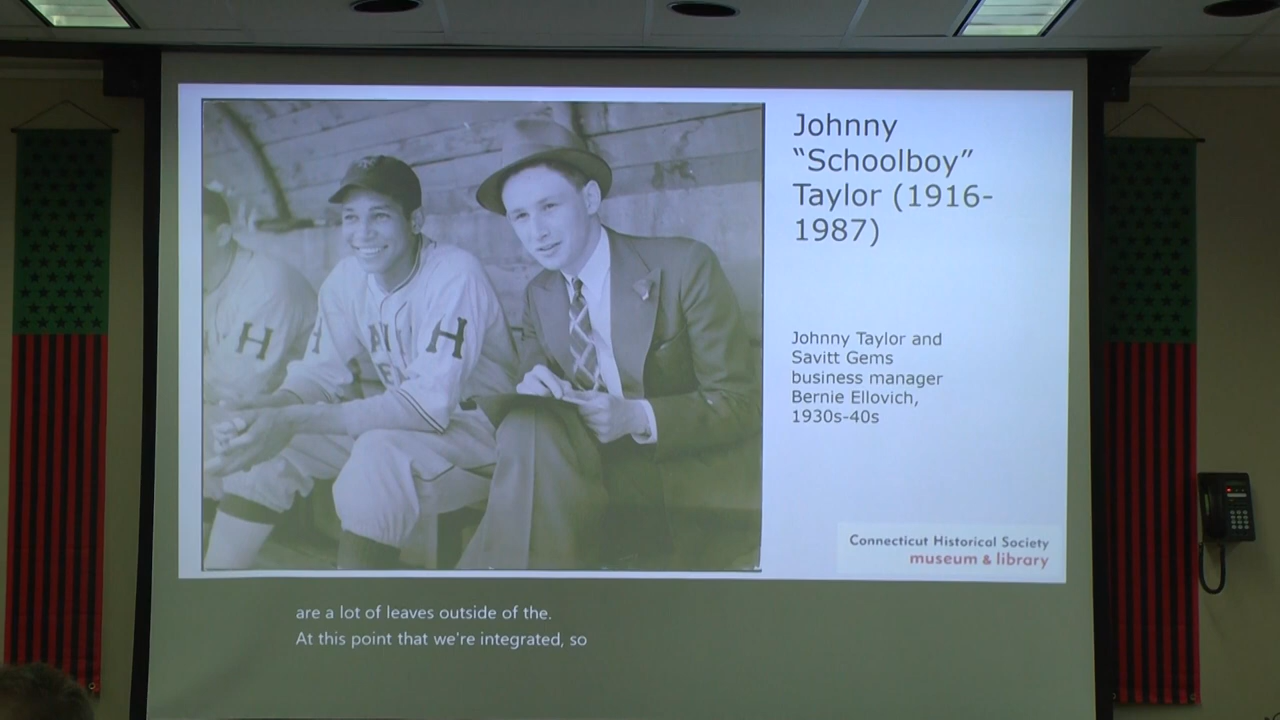 Johnny
“Schoolboy”
Taylor (1916-
1987)
Johnny Taylor and
Savitt Gems
business manager
Bernie Ellovich,
1930s-40s
H
H
Connecticut Historical Society
museum & library
are a lot of leaves outside of the.
At this point that we're integrated, so